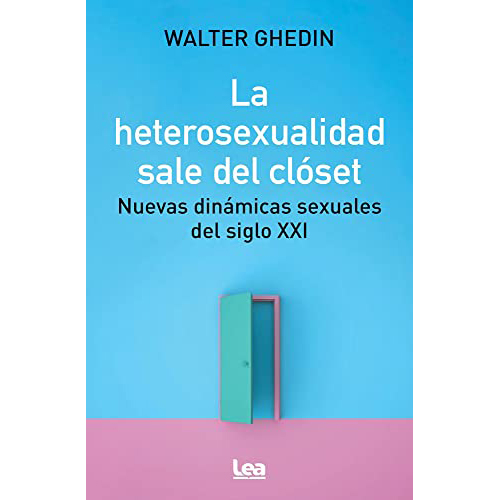 WALTER GHEDIN
La
heterosexualidad
sale del clóset
Nuevas dinámicas sexuales
del siglo XXI
Lea